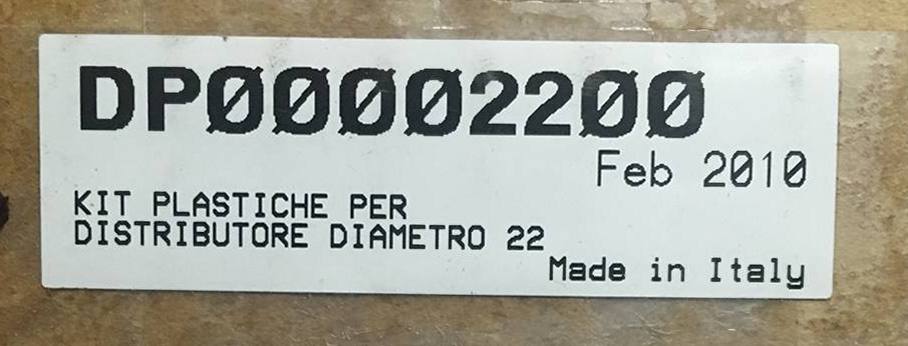 DP00002200
Feb 2010
KIT PLASTICHE PER
DISTRIBUTORE DIAMETRO 22
Made in Italy